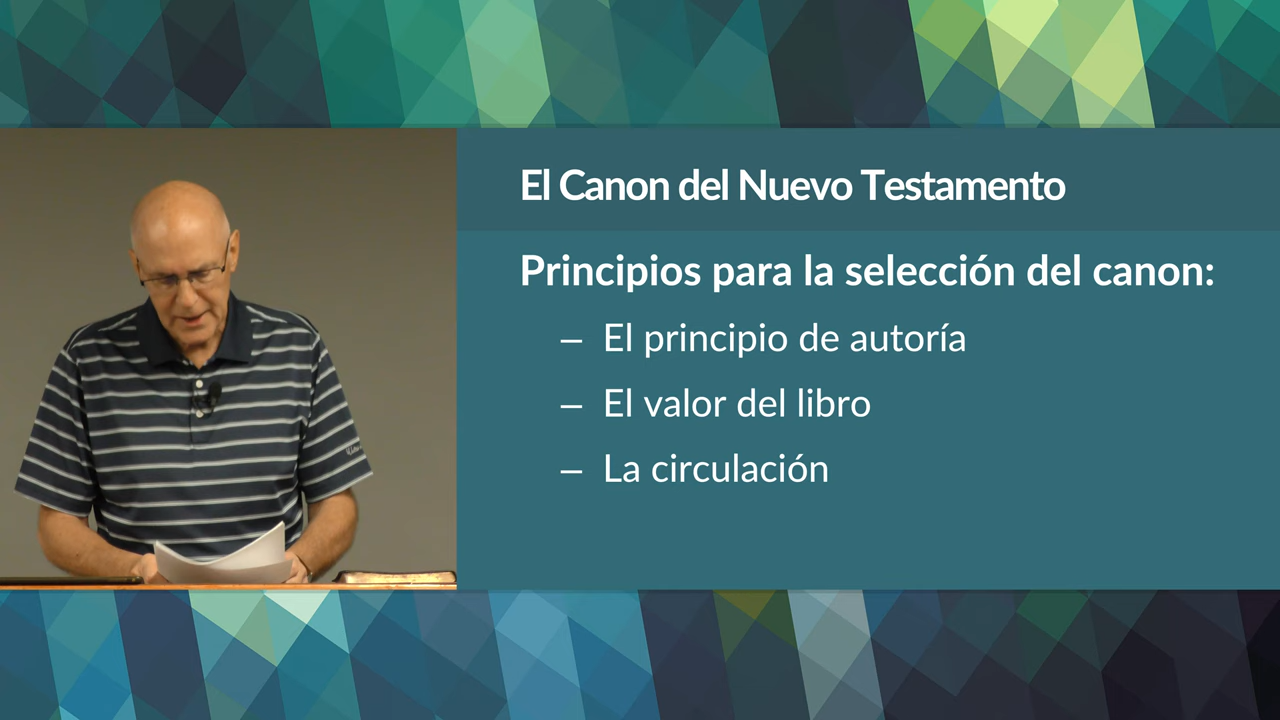 El Canon del Nuevo Testamento
Principios para la selección del canon:
– El principio de autoría
– El valor del libro
– La circulación